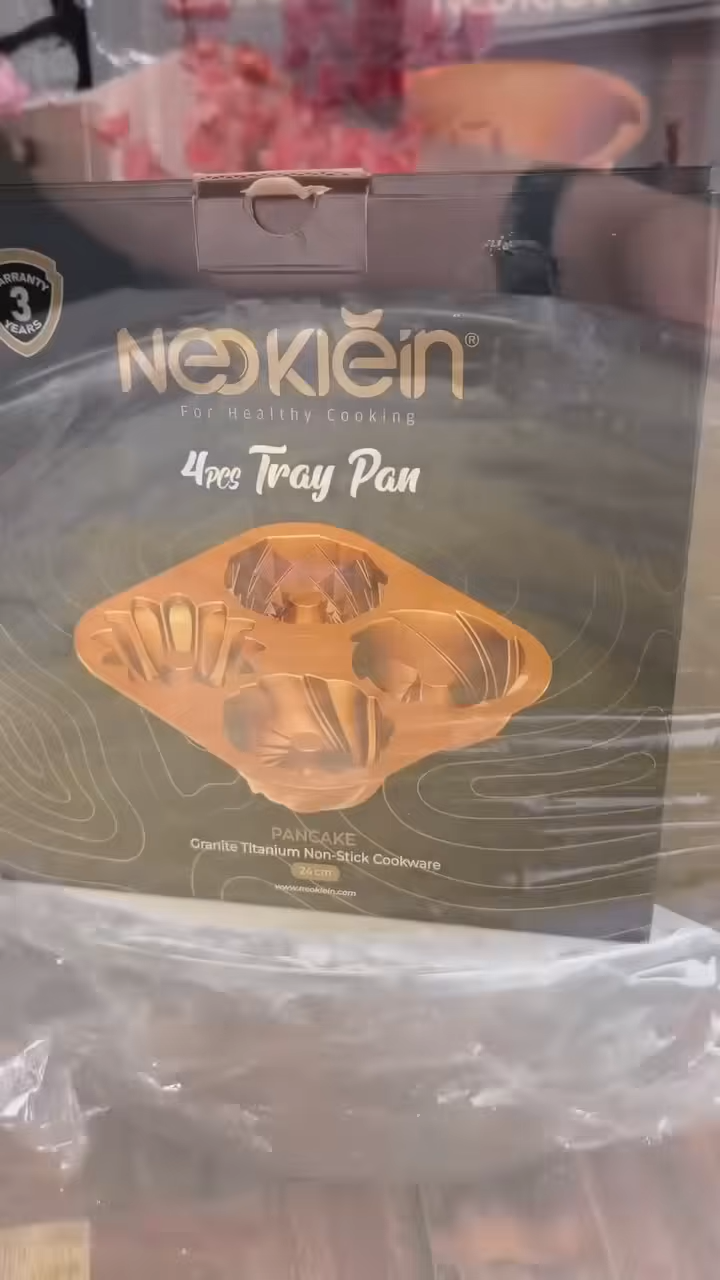 WARRANTY
3
YEARS
NEOKLEIN®
For Healthy Cooking
4PCS Tray Pan
PANCAKE
Granite Titanium Non-Stick Cookware
24 cm
www.neoklein.com